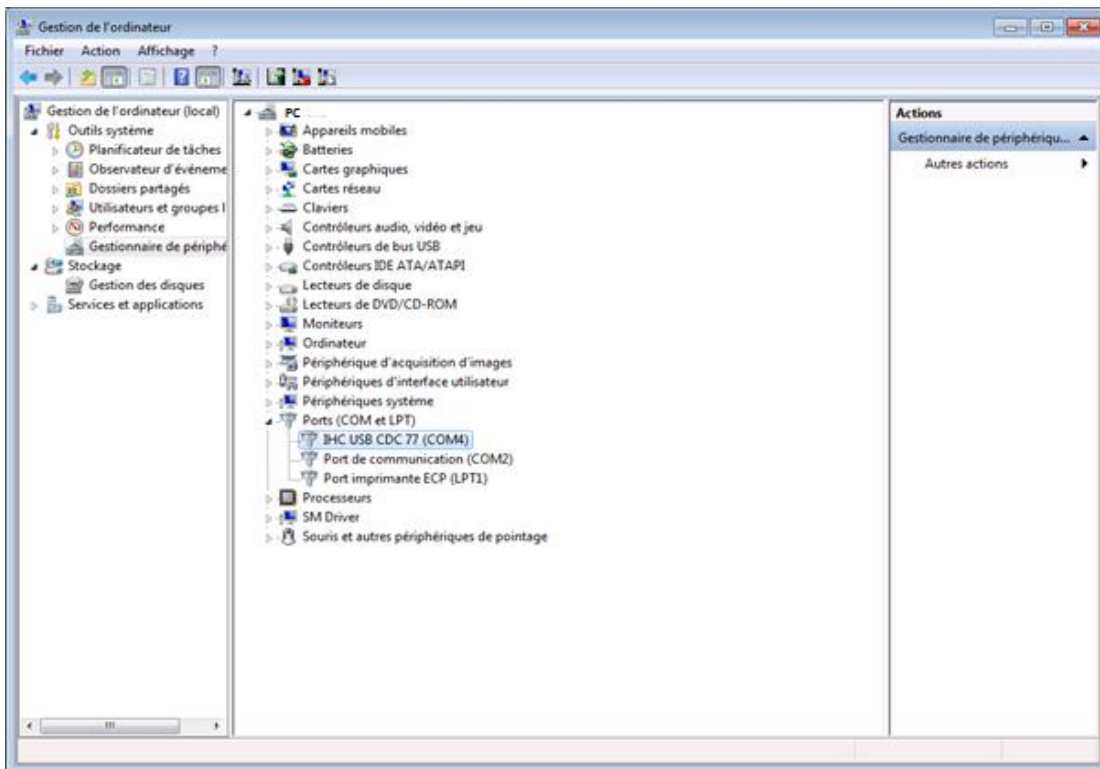 Gestion de l'ordinateur
Fichier Action Affichage ?
Gestion de l'ordinateur (local)
Outils système
Planificateur de tâches
Observateur d'événeme
Dossiers partagés
Utilisateurs et groupes l
Performance
Gestionnaire de périphé
Stockage
Gestion des disques
Services et applications
PC
Appareils mobiles
Batteries
Cartes graphiques
Cartes réseau
Claviers
Contrôleurs audio, vidéo et jeu
Contrôleurs de bus USB
Contrôleurs IDE ATA/ATAPI
Lecteurs de disque
Lecteurs de DVD/CD-ROM
Moniteurs
Ordinateur
Périphérique d'acquisition d'images
Périphériques d'interface utilisateur
Périphériques système
Ports (COM et LPT)
IHC USB CDC 77 (COM4)
Port de communication (COM2)
Port imprimante ECP (LPT1)
Processeurs
SM Driver
Souris et autres périphériques de pointage
Actions
Gestionnaire de périphériqu...
Autres actions